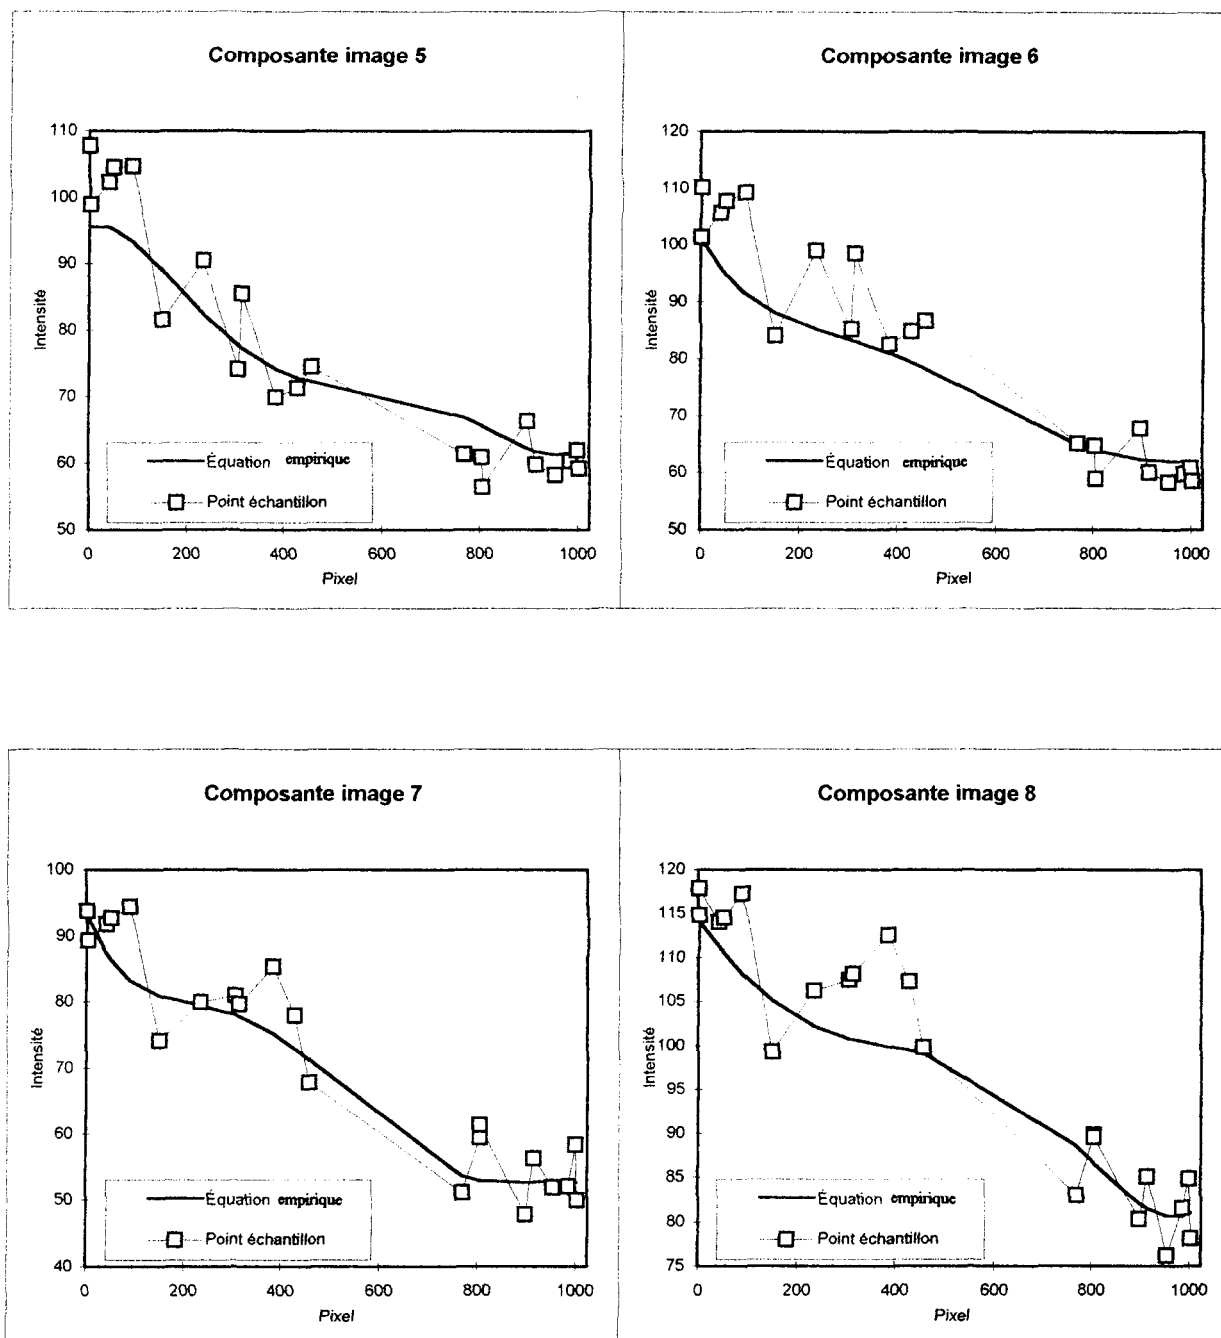 Composante image 5
110
100
90
80
70
60
50
Intensité
0 200 400 600 800 1000
Pixel
Équation empirique
Point échantillon
Composante image 6
120
110
100
90
80
70
60
50
Intensité
0 200 400 600 800 1000
Pixel
Équation empirique
Point échantillon
Composante image 7
100
90
80
70
60
50
40
Intensité
0 200 400 600 800 1000
Pixel
Équation empirique
Point échantillon
Composante image 8
120
115
110
105
100
95
90
85
80
75
Intensité
0 200 400 600 800 1000
Pixel
Équation empirique
Point échantillon